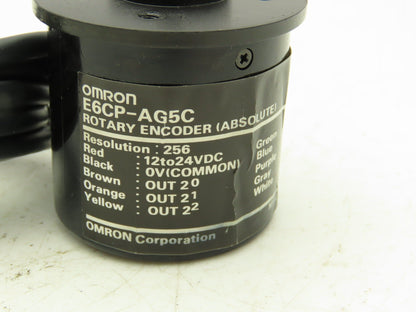 OMRON
E6CP-AG5C
ROTARY ENCODER (ABSOLUTE)
Resolution : 256
Red : 12to24VDC Green
Black : 0V(COMMON) Blue
Brown : OUT 2⁰ Purple
Orange : OUT 2¹ Gray
Yellow : OUT 2² White
OMRON Corporation